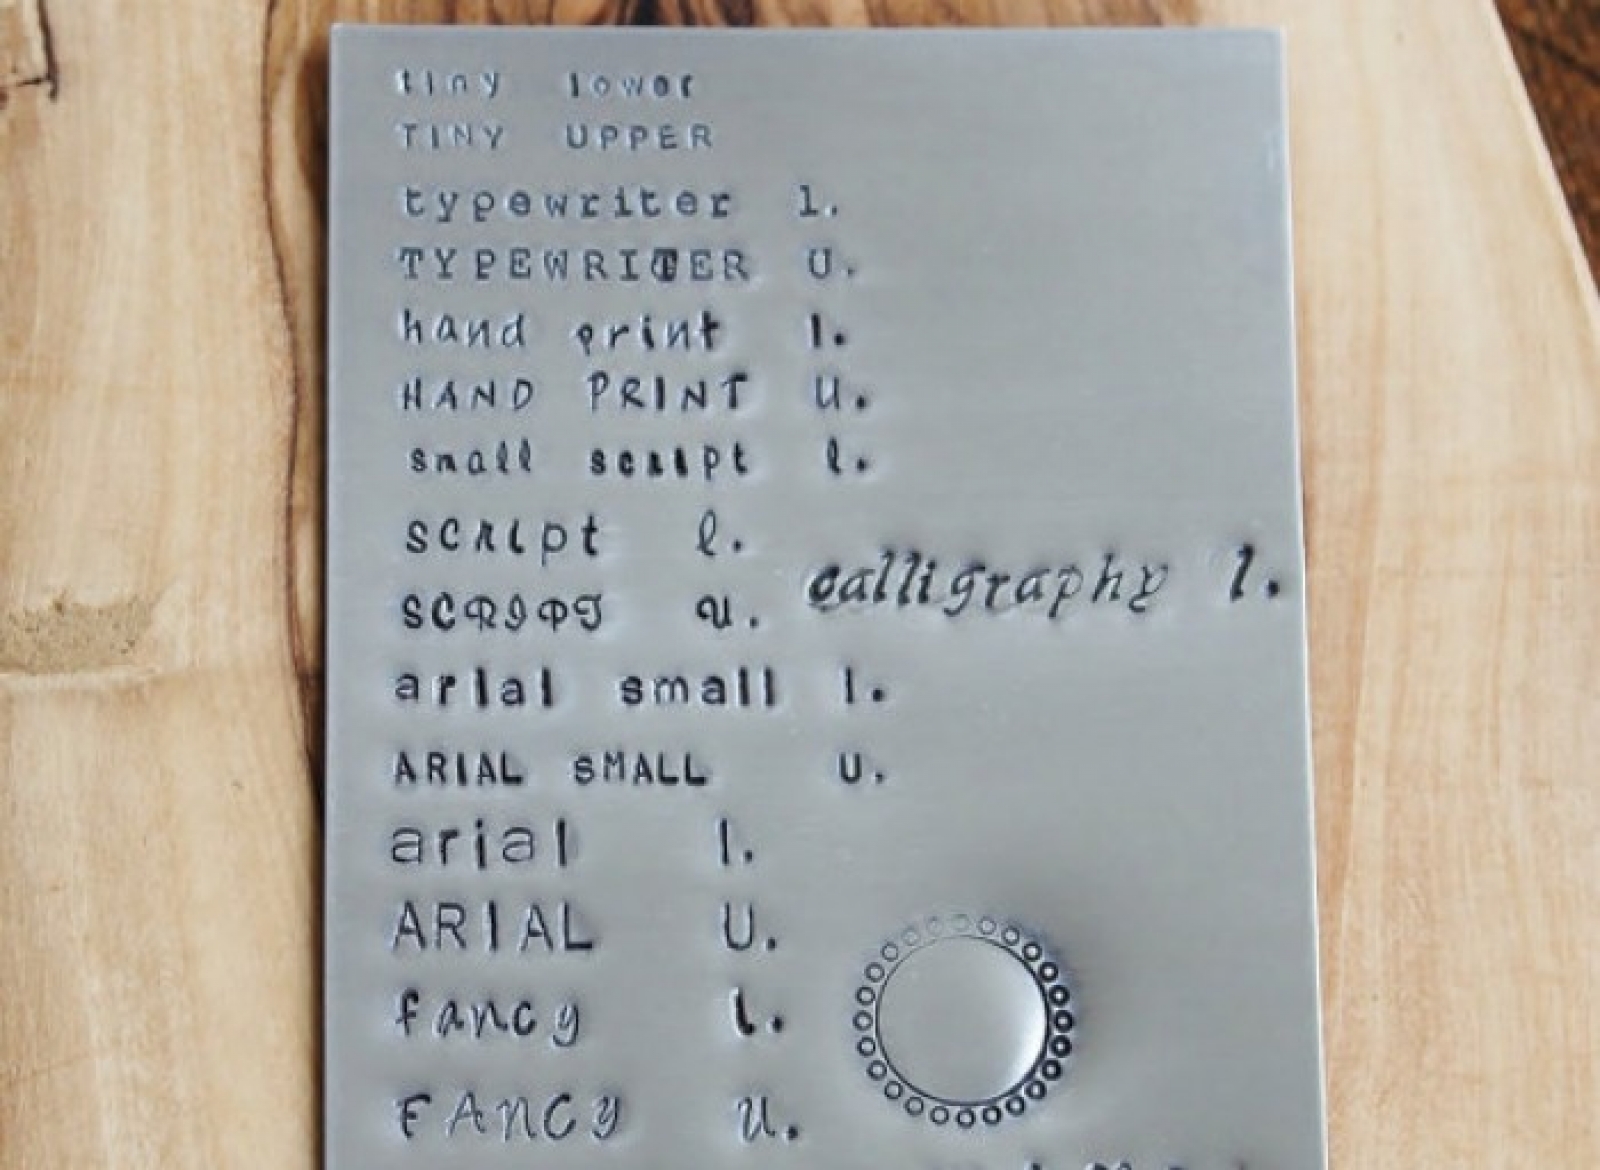 tiny lower
TINY UPPER
typewriter l.
TYPEWRITER U.
hand print l.
HAND PRINT U.
small script l.
script l.
calligraphy l.
SCRIPT U.
arial small l.
ARIAL SMALL U.
arial l.
ARIAL U.
fancy l.
FANCY U.